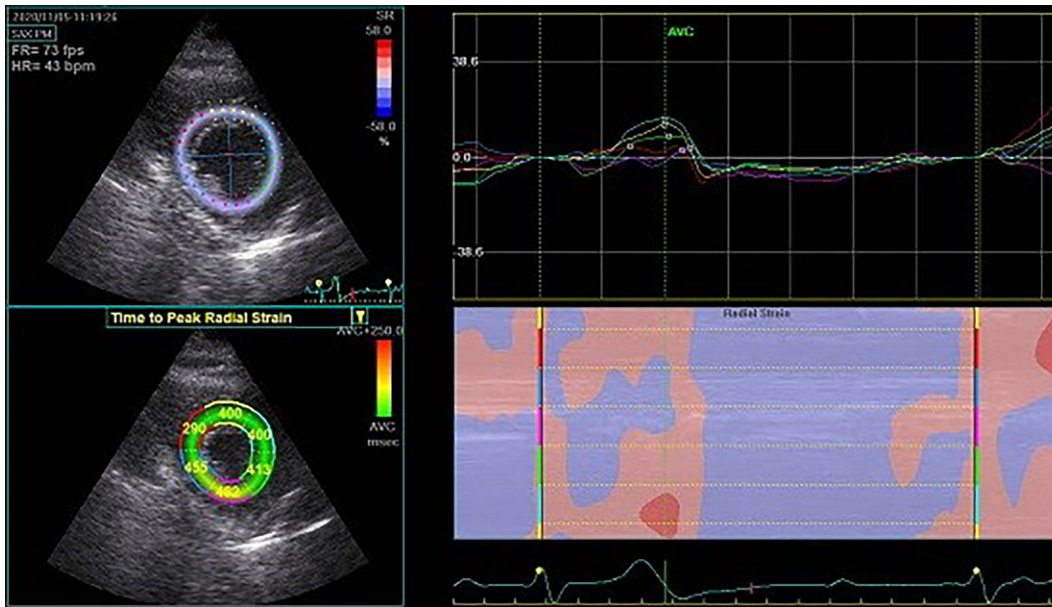 2020/11/15-11:19:26
SAX PM
FR= 73 fps
HR= 43 bpm
SR
58.0
-58.0
%
AVC
38.6
0.0
-38.6
Time to Peak Radial Strain
AVC+250.0
AVC
msec
400
290
400
455
413
462
Radial Strain